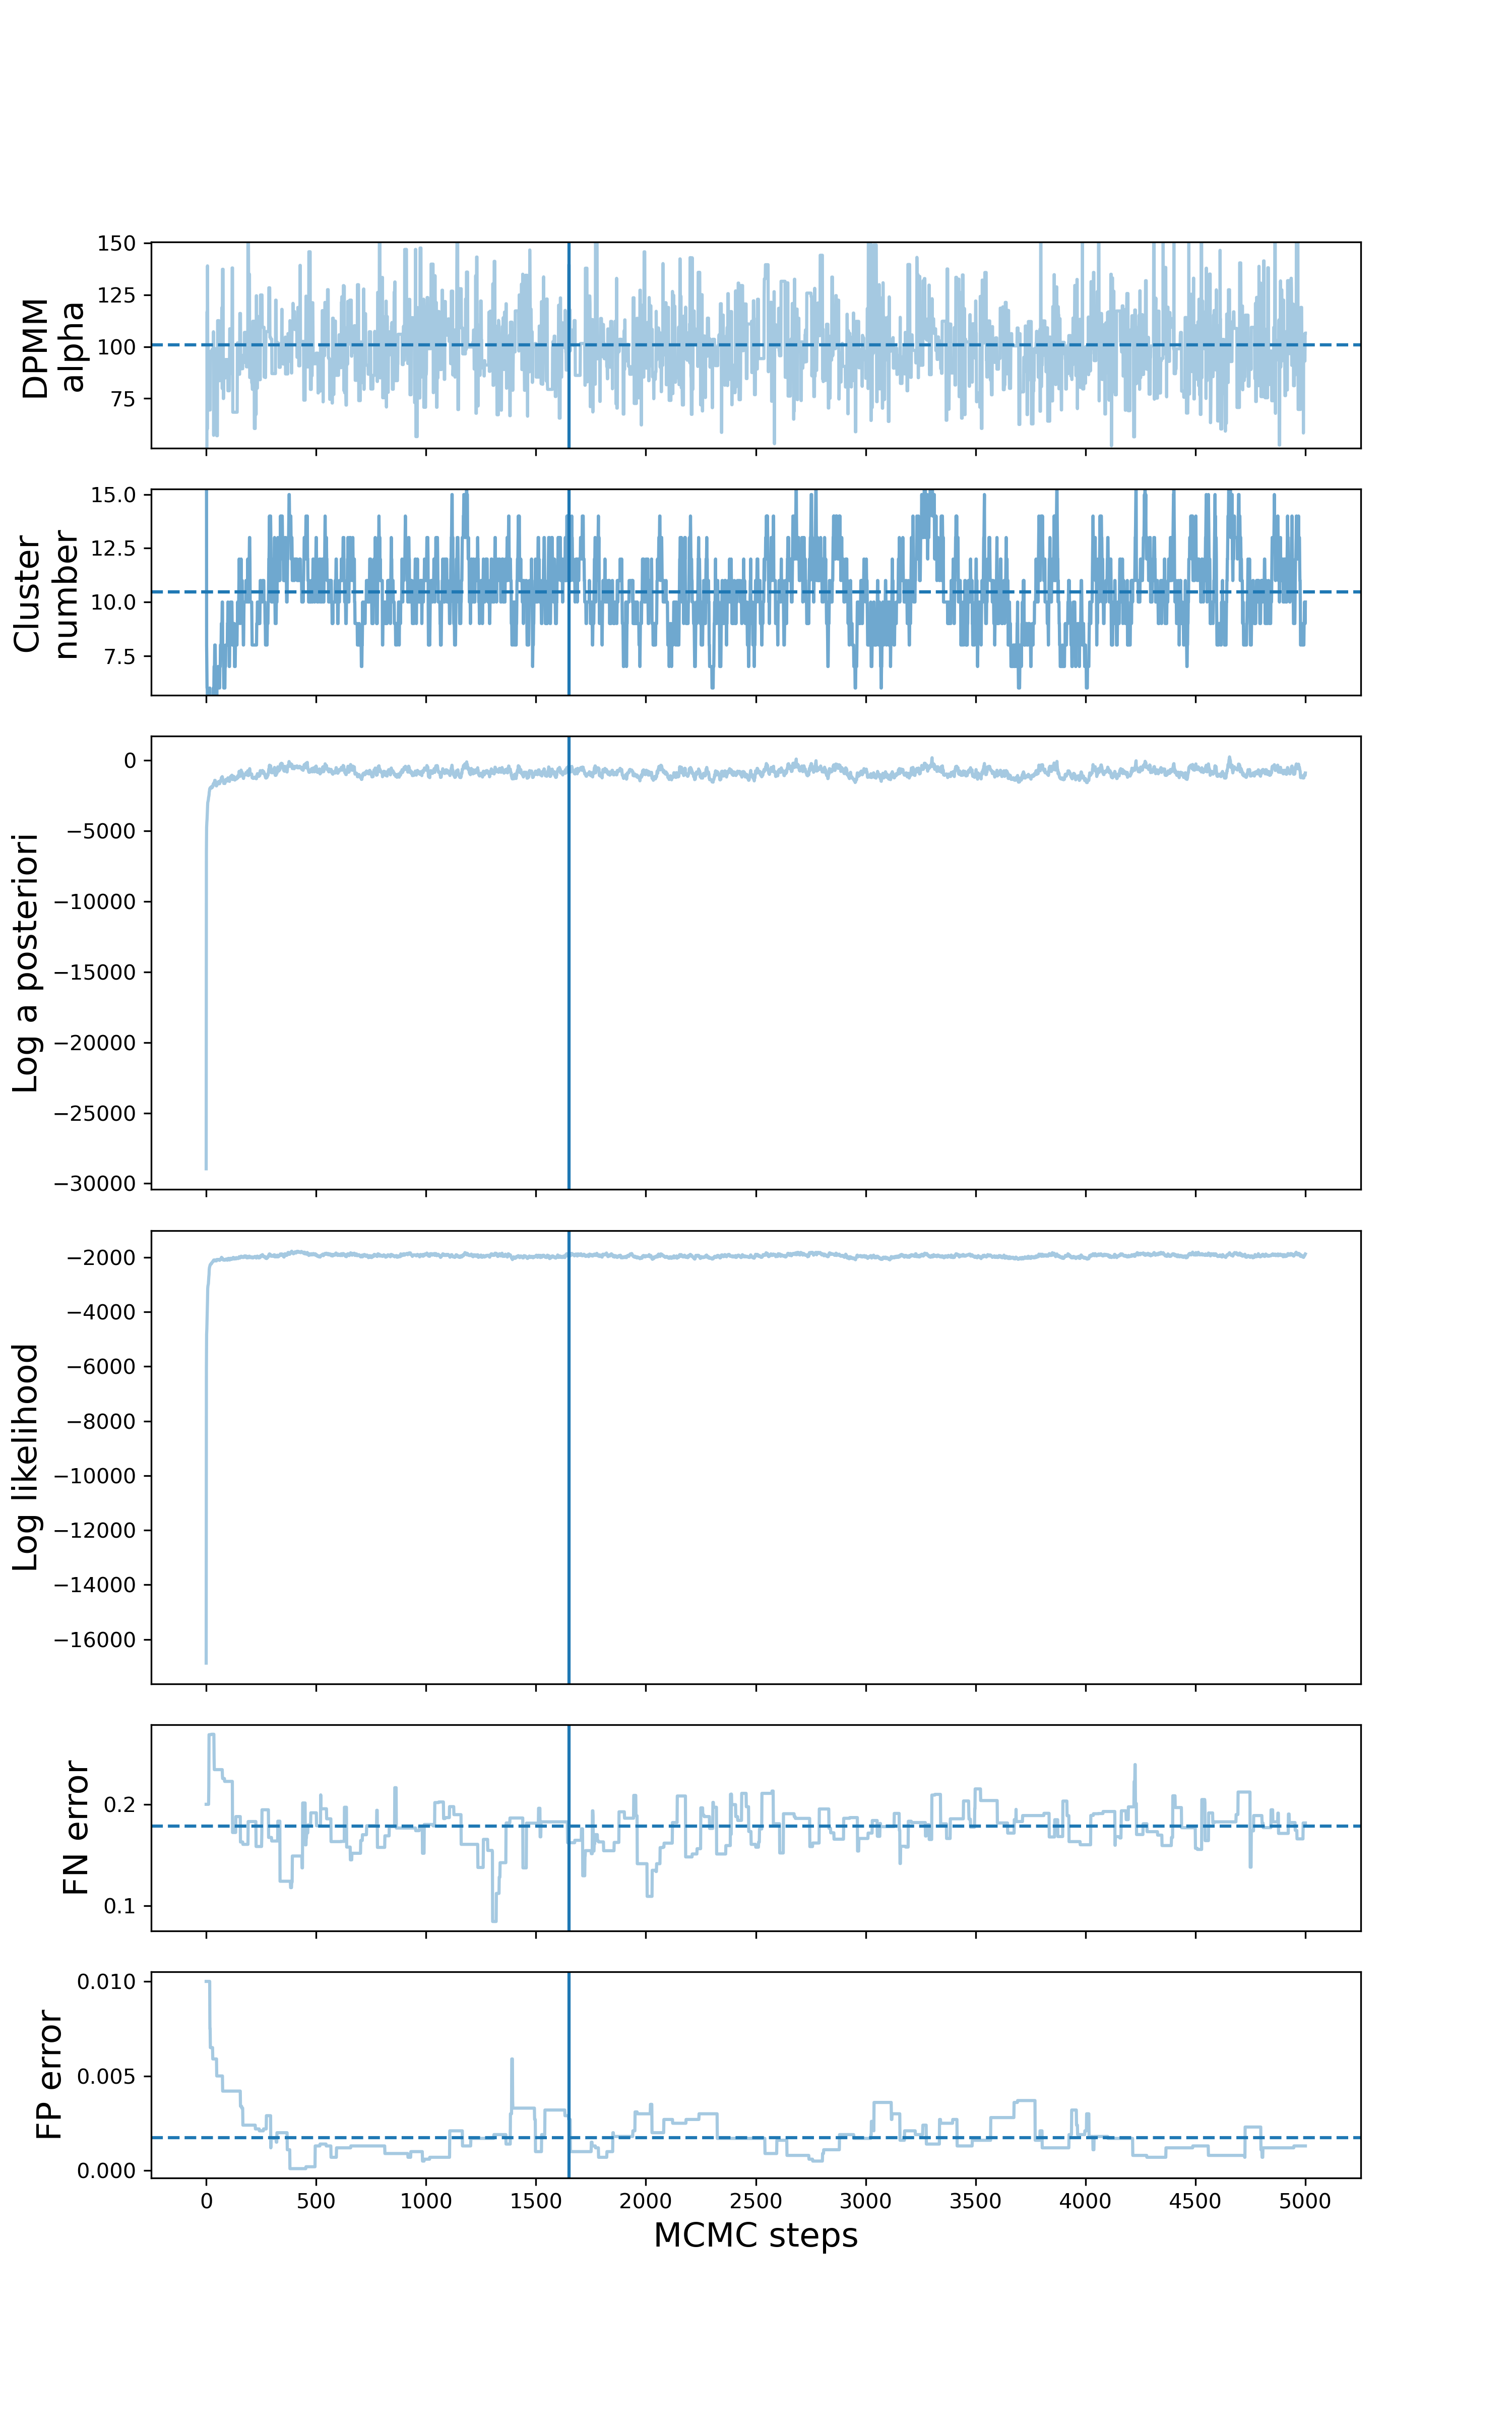 DPMM
alpha
150
125
100
75
Cluster
number
15.0
12.5
10.0
7.5
Log a posteriori
0
−5000
−10000
−15000
−20000
−25000
−30000
Log likelihood
−2000
−4000
−6000
−8000
−10000
−12000
−14000
−16000
FN error
0.2
0.1
FP error
0.010
0.005
0.000
0 500 1000 1500 2000 2500 3000 3500 4000 4500 5000
MCMC steps